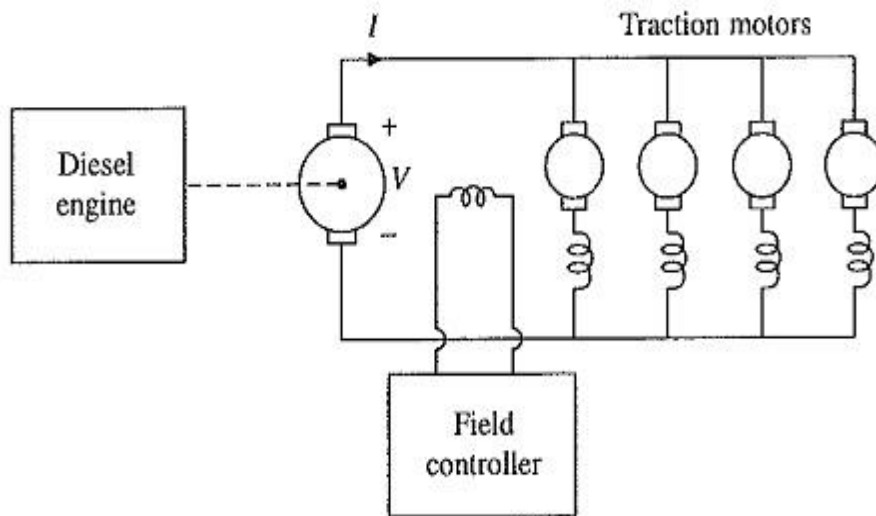 Traction motors
I
+
V
−
Diesel
engine
Field
controller